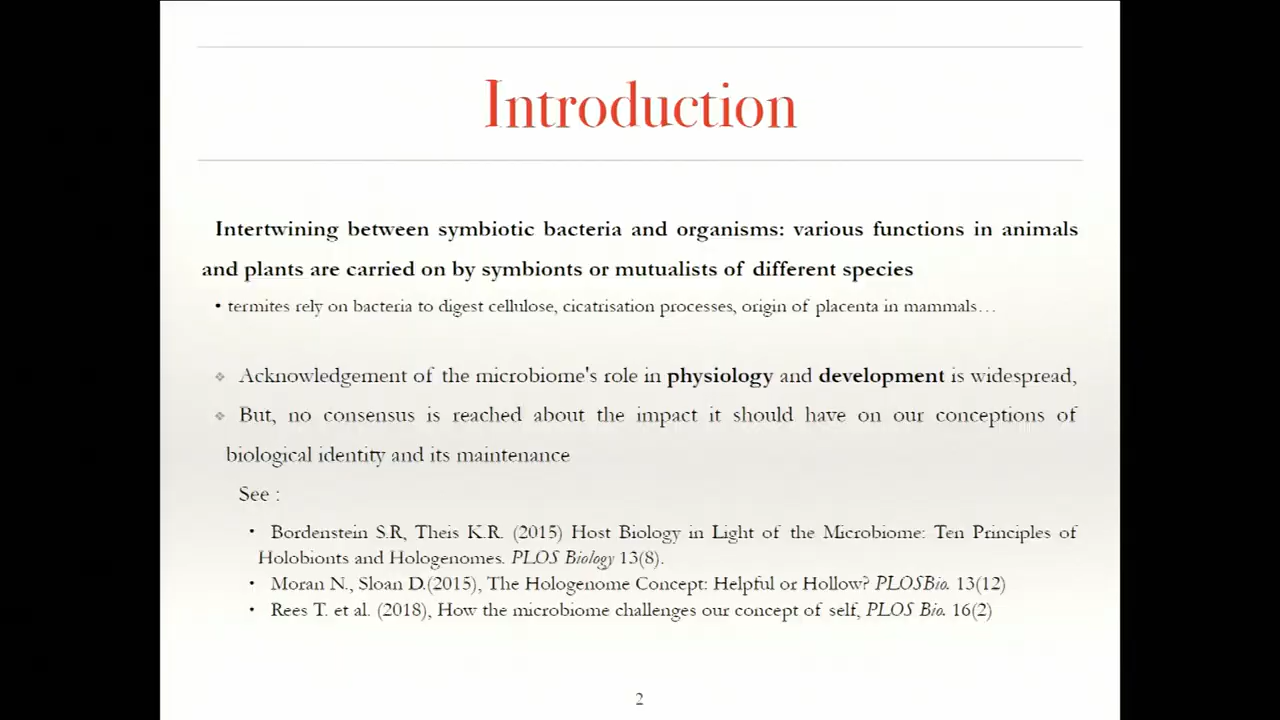 Introduction
Intertwining between symbiotic bacteria and organisms: various functions in animals
and plants are carried on by symbionts or mutualists of different species
• termites rely on bacteria to digest cellulose, cicatrisation processes, origin of placenta in mammals…
❖ Acknowledgement of the microbiome's role in physiology and development is widespread,
❖ But, no consensus is reached about the impact it should have on our conceptions of
biological identity and its maintenance
See :
• Bordenstein S.R, Theis K.R. (2015) Host Biology in Light of the Microbiome: Ten Principles of
Holobionts and Hologenomes. PLOS Biology 13(8).
• Moran N., Sloan D.(2015), The Hologenome Concept: Helpful or Hollow? PLOSBio. 13(12)
• Rees T. et al. (2018), How the microbiome challenges our concept of self, PLOS Bio. 16(2)
2